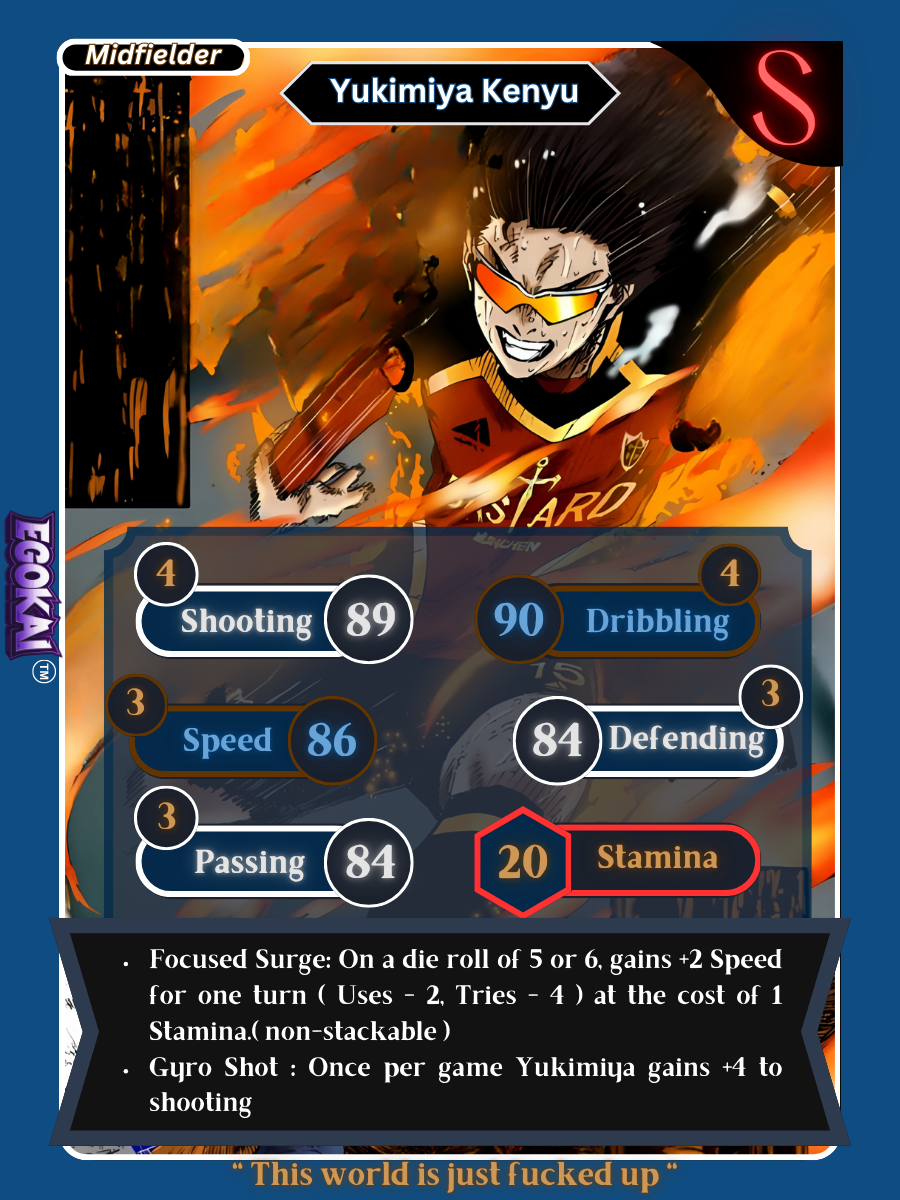 Midfielder
Yukimiya Kenyu
S
BASTARD
MÜNCHEN
EGOKAI
TM
4
Shooting 89
4
90 Dribbling
15
3
Speed 86
3
84 Defending
3
Passing 84
20 Stamina
• Focused Surge: On a die roll of 5 or 6, gains +2 Speed
for one turn ( Uses - 2, Tries - 4 ) at the cost of 1
Stamina.( non-stackable )
• Gyro Shot : Once per game Yukimiya gains +4 to
shooting
“ This world is just fucked up “